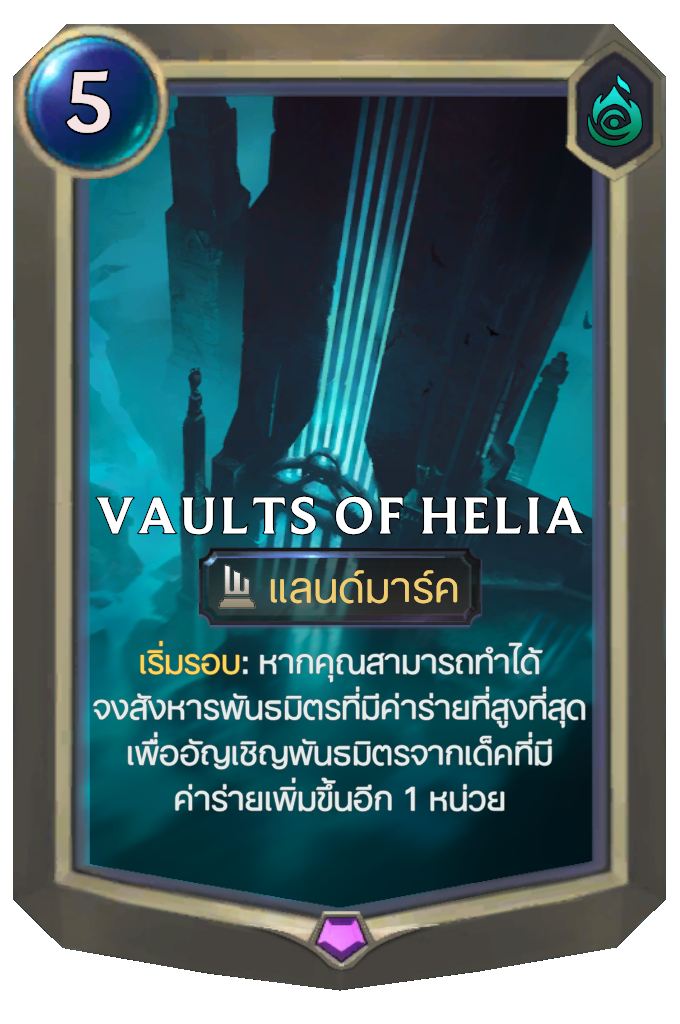 5
VAULTS OF HELIA
แลนด์มาร์ค
เริ่มรอบ: หากคุณสามารถทำได้
จงสังหารพันธมิตรที่มีค่าร่ายที่สูงที่สุด
เพื่ออัญเชิญพันธมิตรจากเด็คที่มี
ค่าร่ายเพิ่มขึ้นอีก 1 หน่วย